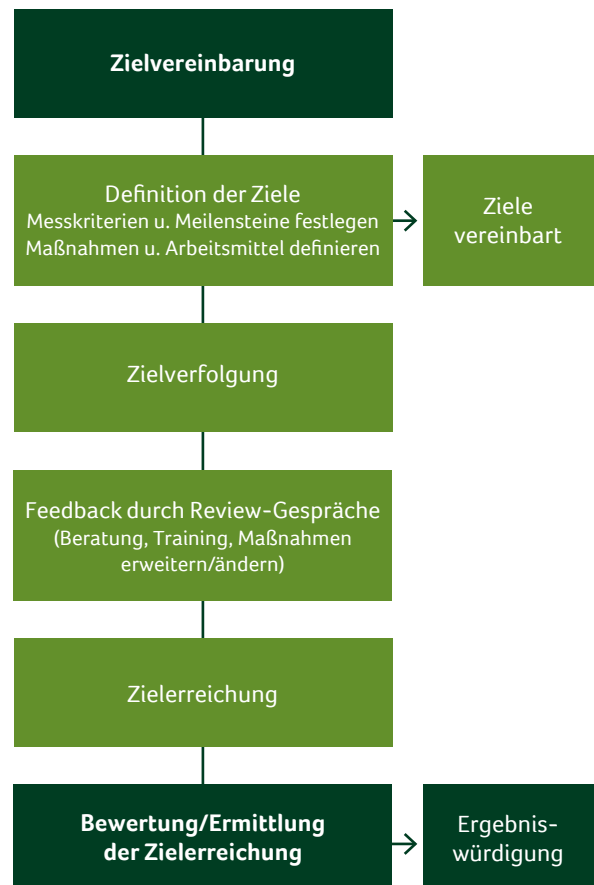 Zielvereinbarung
Definition der Ziele
Messkriterien u. Meilensteine festlegen
Maßnahmen u. Arbeitsmittel definieren
Ziele
vereinbart
Zielverfolgung
Feedback durch Review-Gespräche
(Beratung, Training, Maßnahmen
erweitern/ändern)
Zielerreichung
Bewertung/Ermittlung
der Zielerreichung
Ergebnis-
würdigung